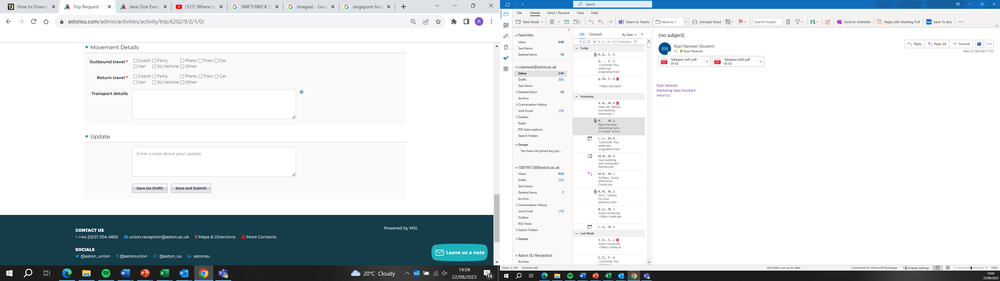 How to Downl
Trip Request -
Jane Doe Event
(127) Where to
SMETHWICK H
imageai - Goo
singapore trac
astonsu.com/admin/activities/activity/trip/6202/9/2/1/0/
R
Movement Details
Outbound travel * Coach Ferry Plane Train Car
Van SU Vehicle Other
Return travel * Coach Ferry Plane Train Car
Van SU Vehicle Other
Transport details
Update
Enter a note about your update
Save (as Draft) Save and Submit
CONTACT US
+44 (0)121 204 4855 union.reception@aston.ac.uk Maps & Directions More Contacts
Powered by MSL
SOCIALS
@aston_union @astonunion @aston_su astonsu
Leave us a note
20°C Cloudy
14:04
22/08/2023
14
Search
File Home Send / Receive View Help
New Email Share to Teams Move to: ? Unread/ Read Search People Send to OneNote Reply with Meeting Poll Save To Box
Favorites
Inbox 640
Sent Items
Deleted Items 18
r.narewal@aston.ac.uk
Inbox 640
Drafts [65]
Sent Items
Deleted Items 18
Archive
Conversation History
Junk Email [74]
Outbox
Radio
RSS Subscriptions
Search Folders
Groups
You have not joined any gro...
180195138@aston.ac.uk
Inbox 624
Drafts [22]
Sent Items
Deleted Items 7
Archive
Conversation History
Junk Email [19]
Outbox
RSS Feeds
Search Folders
Groups
Aston SU Reception
Archive
All Unread By Date
F.. S... R... S. C Mention
Today
R.. B... T... 5.
G.. ... T... 2.
CAUTION: This
email has
originated from
q.. M... T... 9.
<https://product
Yesterday
A.. B... M.. 9.
Hello all, Before
our meeting
tomorrow, I
R.. M.. 2.
Ryan Narewal
Marketing Sales
Assistant Aston
I... A... M.. 6.
CAUTION: This
email has
originated from
M. M... M.. 4.
Your meeting
was forwarded
Montserrat
M. R... M.. 1.
Hi Ryan, Good
afternoon!
Could you
R.. N... M.. 3.
Hi JC, Thanks
for your
patience with
B...U... M.. 1.
Aston University
<https://web.yam
L... A... M.. 2.
Last Week
V.. D... S... 2.
Aston University
<https://www.ya
F... 4.
CAUTION: This
(no subject)
RN
Ryan Narewal (Student)
To Ryan Narewal
Reply Reply All Forward
Mon 21/08/2023 17:53
PDF Tableplan hall1.pdf
89 KB
PDF Tableplan hall2.pdf
98 KB
Ryan Narewal
Marketing Sales Assistant
Aston SU
Items: 5,189 Unread: 640
All folders are up to date.
Connected to: Microsoft Exchange
Display Settings
100%
14:04
22/08/2023